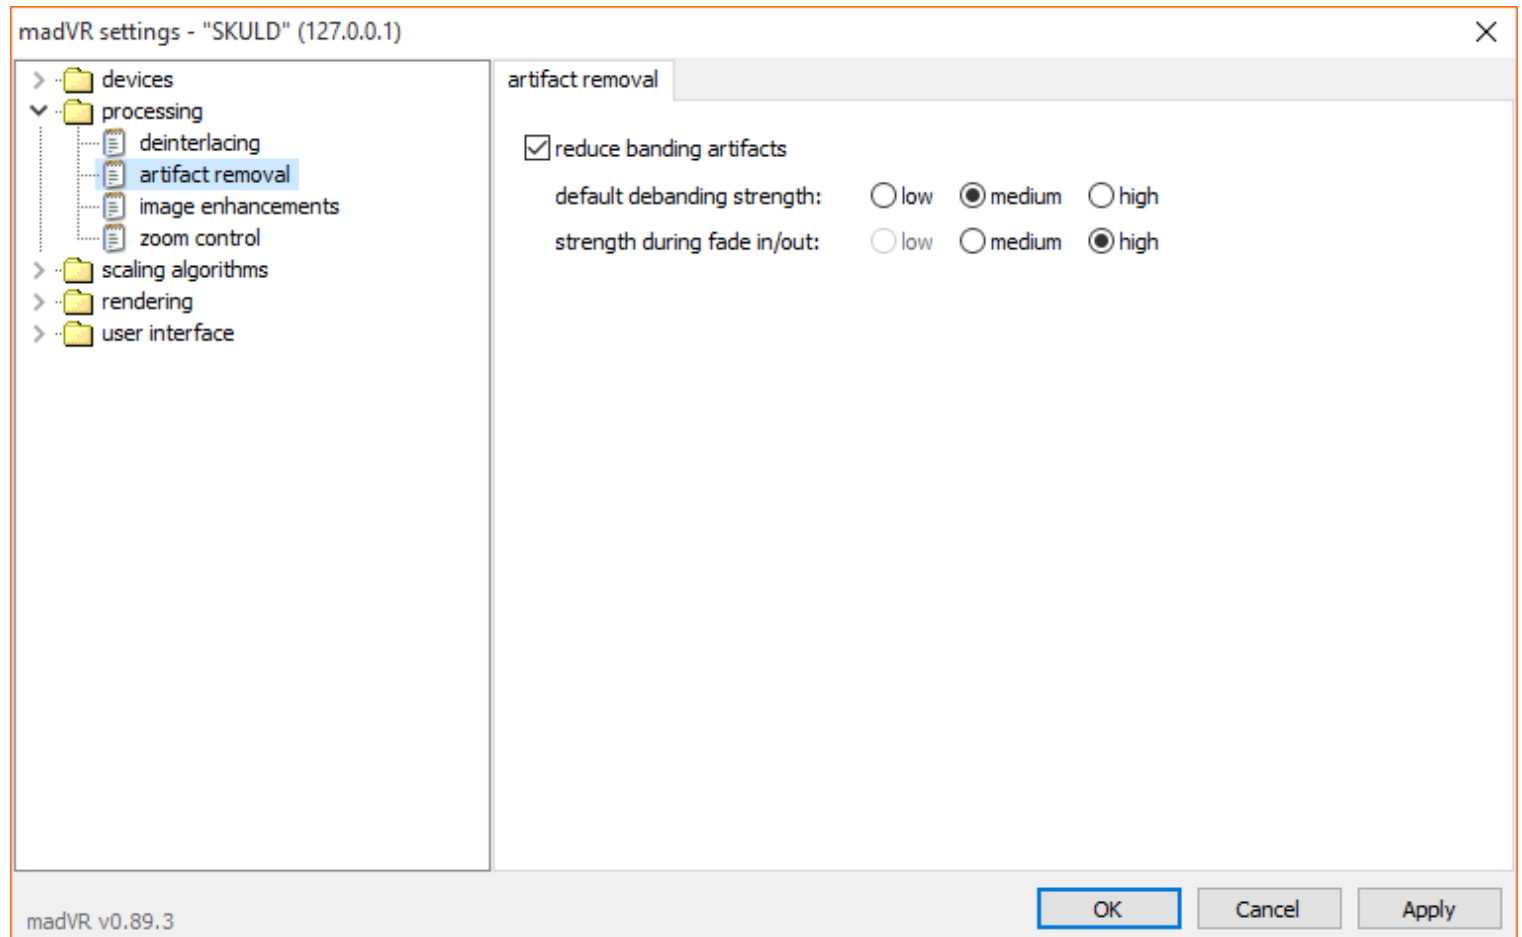 madVR settings - "SKULD" (127.0.0.1)
devices
processing
deinterlacing
artifact removal
image enhancements
zoom control
scaling algorithms
rendering
user interface
artifact removal
reduce banding artifacts
default debanding strength: low medium high
strength during fade in/out: low medium high
madVR v0.89.3
OK Cancel Apply